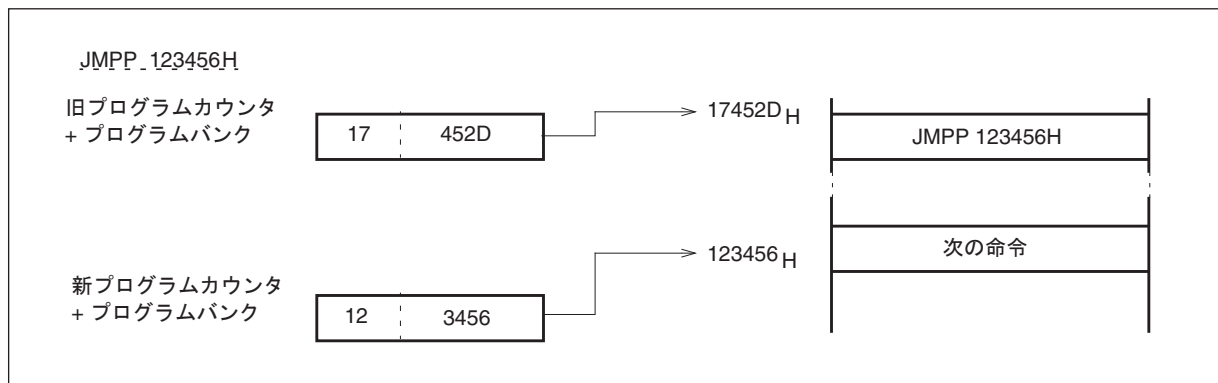 JMPP 123456H
旧プログラムカウンタ
+ プログラムバンク
17 452D
17452D H
JMPP 123456H
新プログラムカウンタ
+ プログラムバンク
12 3456
123456 H
次の命令